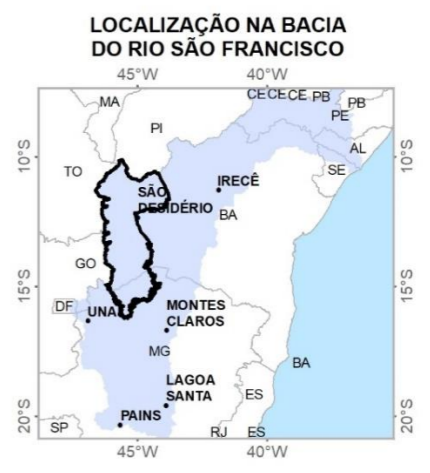 LOCALIZAÇÃO NA BACIA
DO RIO SÃO FRANCISCO
45°W 40°W
CE CE CE PB
MA PB
PI PE
10°S 10°S
AL
TO SE
SÃO IRECÊ
DESIDÉRIO
BA
GO
15°S 15°S
DF UNAÍ MONTES
CLAROS
MG
BA
LAGOA
SANTA ES
PAINS
20°S 20°S
SP RJ ES
45°W 40°W